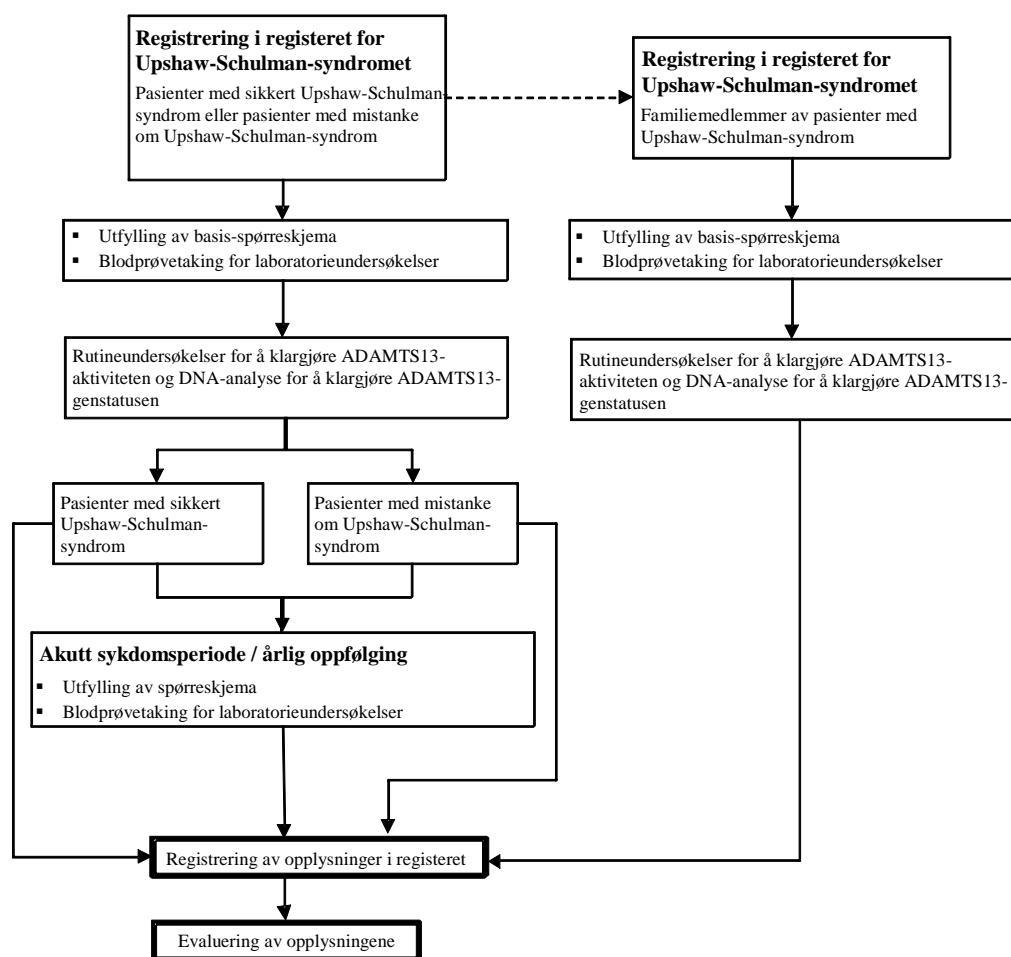 Registrering i registeret for
Upshaw-Schulman-syndromet
Pasienter med sikkert Upshaw-Schulman-
syndrom eller pasienter med mistanke
om Upshaw-Schulman-syndrom
Registrering i registeret for
Upshaw-Schulman-syndromet
Familiemedlemmer av pasienter med
Upshaw-Schulman-syndrom
▪ Utfylling av basis-spørreskjema
▪ Blodprøvetaking for laboratorieundersøkelser
▪ Utfylling av basis-spørreskjema
▪ Blodprøvetaking for laboratorieundersøkelser
Rutineundersøkelser for å klargjøre ADAMTS13-
aktiviteten og DNA-analyse for å klargjøre ADAMTS13-
genstatusen
Rutineundersøkelser for å klargjøre ADAMTS13-
aktiviteten og DNA-analyse for å klargjøre ADAMTS13-
genstatusen
Pasienter med sikkert
Upshaw-Schulman-
syndrom
Pasienter med mistanke
om Upshaw-Schulman-
syndrom
Akutt sykdomsperiode / årlig oppfølging
▪ Utfylling av spørreskjema
▪ Blodprøvetaking for laboratorieundersøkelser
Registrering av opplysninger i registeret
Evaluering av opplysningene